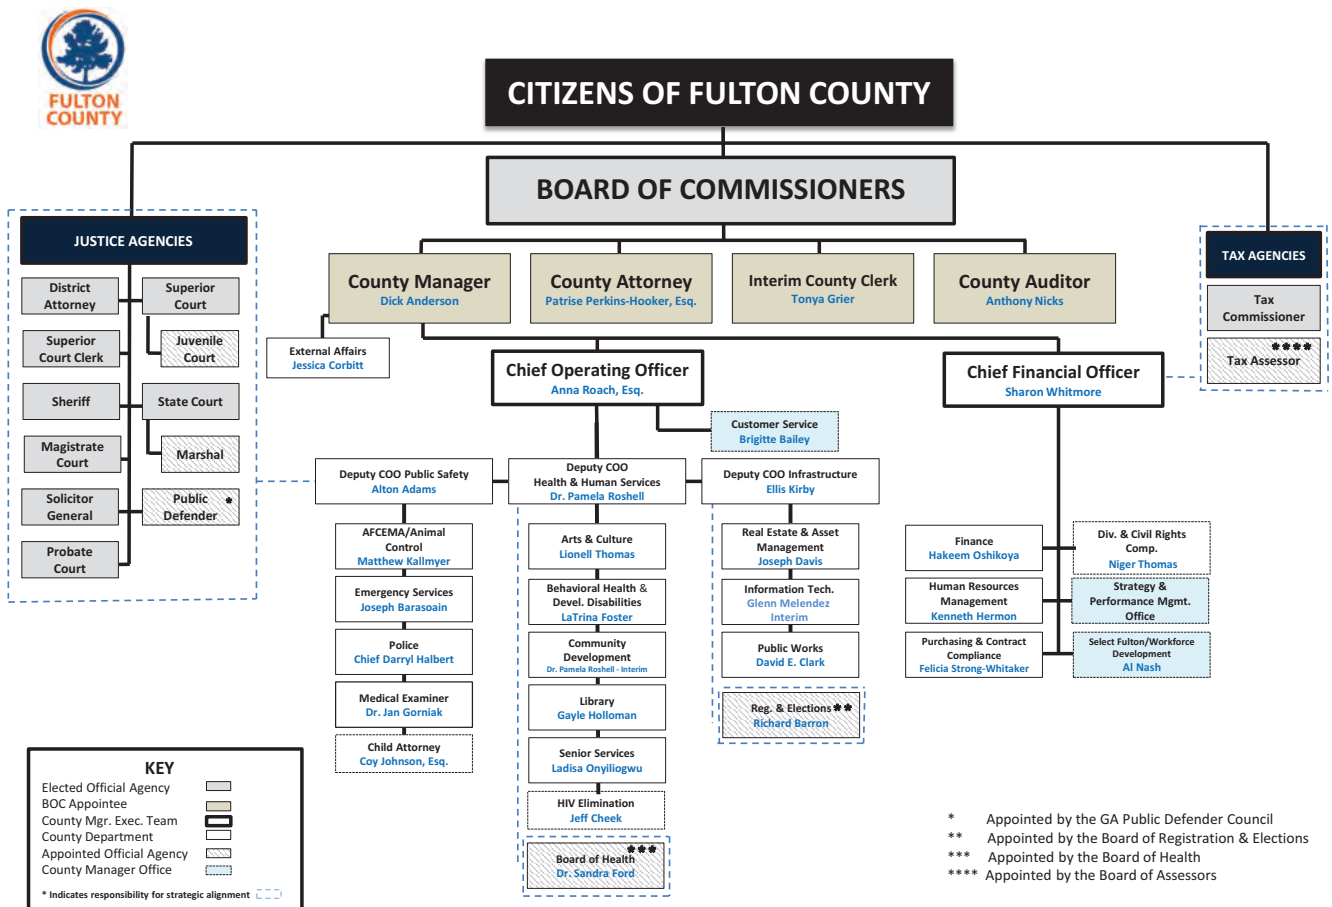 FULTON
COUNTY
CITIZENS OF FULTON COUNTY
BOARD OF COMMISSIONERS
JUSTICE AGENCIES
District
Attorney
Superior
Court
Superior
Court Clerk
Juvenile
Court
Sheriff
State Court
Magistrate
Court
Marshal
Solicitor
General
Public *
Defender
Probate
Court
County Manager
Dick Anderson
County Attorney
Patrise Perkins-Hooker, Esq.
Interim County Clerk
Tonya Grier
County Auditor
Anthony Nicks
TAX AGENCIES
Tax
Commissioner
****
Tax Assessor
External Affairs
Jessica Corbitt
Chief Operating Officer
Anna Roach, Esq.
Chief Financial Officer
Sharon Whitmore
Customer Service
Brigitte Bailey
Deputy COO Public Safety
Alton Adams
Deputy COO
Health & Human Services
Dr. Pamela Roshell
Deputy COO Infrastructure
Ellis Kirby
AFCEMA/Animal
Control
Matthew Kallmyer
Emergency Services
Joseph Barasoain
Police
Chief Darryl Halbert
Medical Examiner
Dr. Jan Gorniak
Child Attorney
Coy Johnson, Esq.
Arts & Culture
Lionell Thomas
Behavioral Health &
Devel. Disabilities
LaTrina Foster
Community
Development
Dr. Pamela Roshell - Interim
Library
Gayle Holloman
Senior Services
Ladisa Onyiliogwu
HIV Elimination
Jeff Cheek
***
Board of Health
Dr. Sandra Ford
Real Estate & Asset
Management
Joseph Davis
Information Tech.
Glenn Melendez
Interim
Public Works
David E. Clark
Reg. & Elections **
Richard Barron
Finance
Hakeem Oshikoya
Div. & Civil Rights
Comp.
Niger Thomas
Human Resources
Management
Kenneth Hermon
Strategy &
Performance Mgmt.
Office
Purchasing & Contract
Compliance
Felicia Strong-Whitaker
Select Fulton/Workforce
Development
Al Nash
KEY
Elected Official Agency
BOC Appointee
County Mgr. Exec. Team
County Department
Appointed Official Agency
County Manager Office
* Indicates responsibility for strategic alignment
* Appointed by the GA Public Defender Council
** Appointed by the Board of Registration & Elections
*** Appointed by the Board of Health
**** Appointed by the Board of Assessors